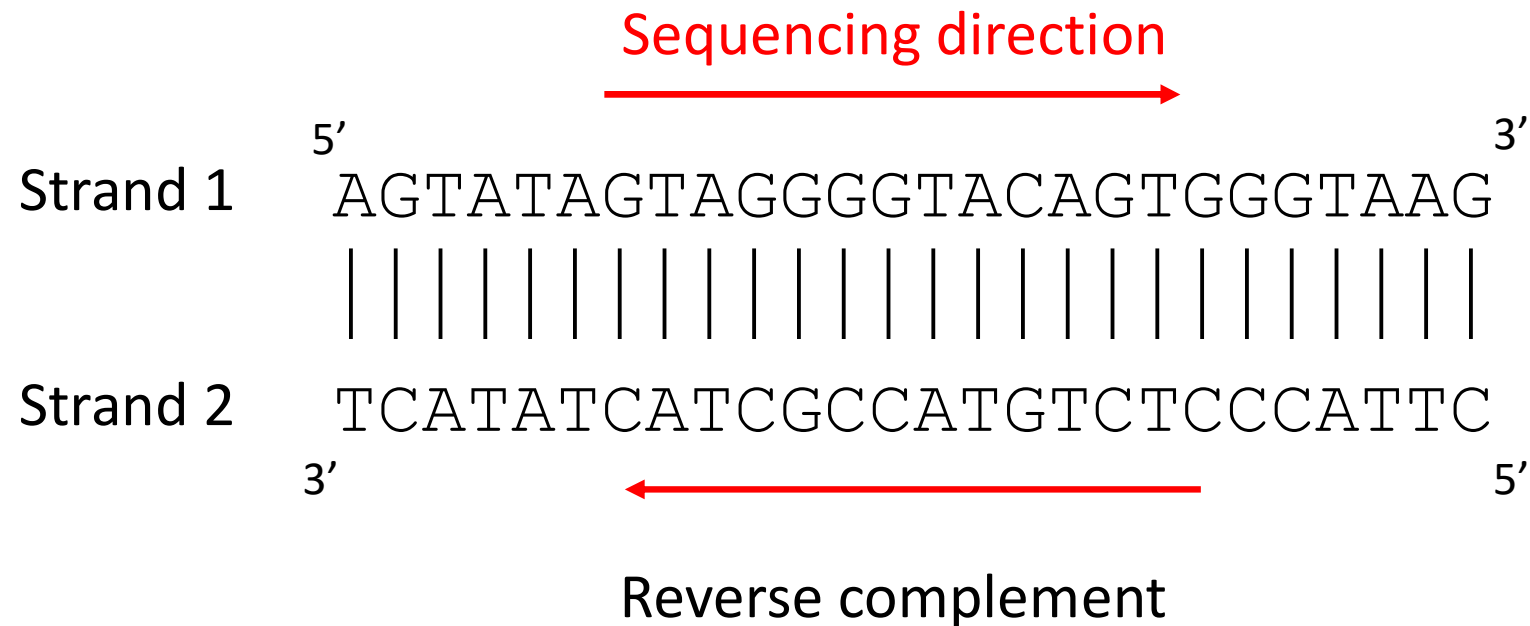 Sequencing direction
5’ 3’
Strand 1 AGTATAGTAGGGGTACAGTGGGTAAG
Strand 2 TCATATCATCGCCATGTCTCCCATTC
3’ 5’
Reverse complement